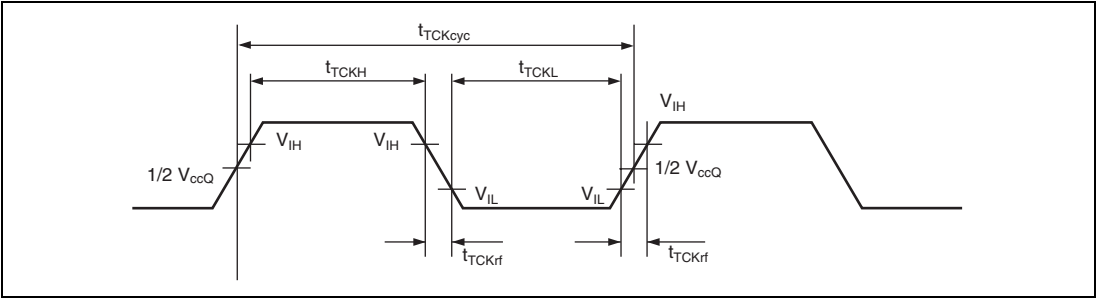 tTCKcyc
tTCKH
tTCKL
VIH
VIH
VIH
1/2 VccQ
1/2 VccQ
VIL
VIL
tTCKrf
tTCKrf